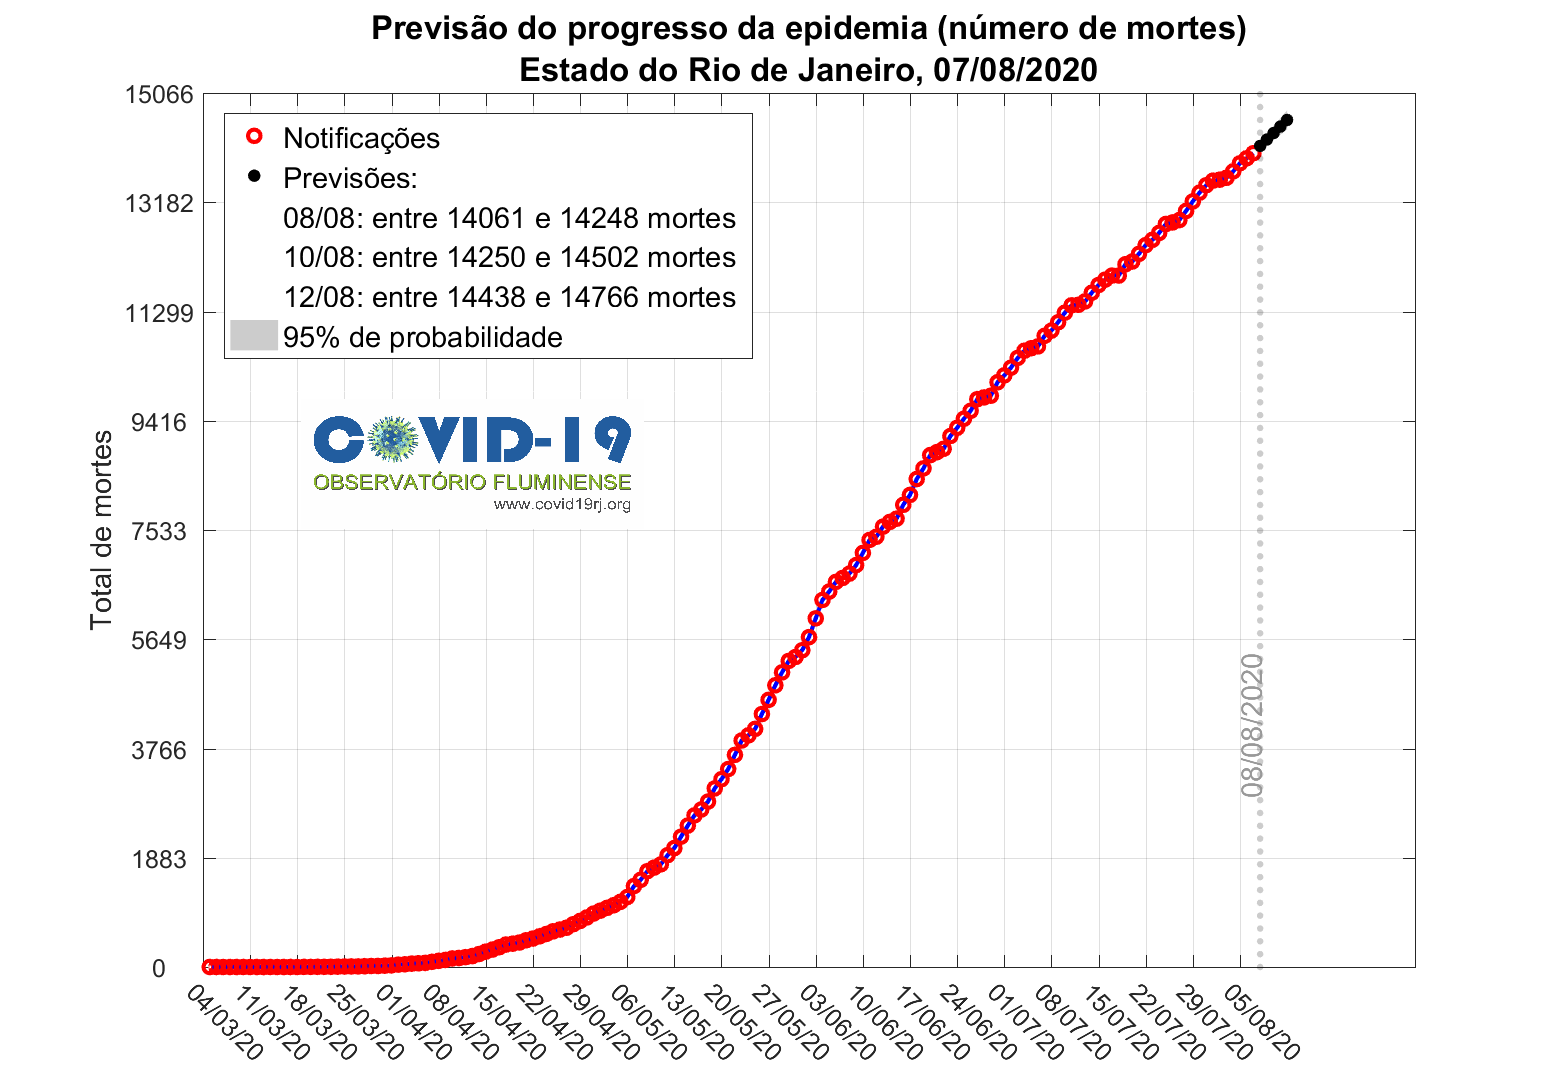 Previsão do progresso da epidemia (número de mortes)
Estado do Rio de Janeiro, 07/08/2020
15066
13182
11299
9416
7533
5649
3766
1883
0
Total de mortes
Notificações
Previsões:
08/08: entre 14061 e 14248 mortes
10/08: entre 14250 e 14502 mortes
12/08: entre 14438 e 14766 mortes
95% de probabilidade
COVID-19
OBSERVATÓRIO FLUMINENSE
www.covid19rj.org
08/08/2020
04/03/20
11/03/20
18/03/20
25/03/20
01/04/20
08/04/20
15/04/20
22/04/20
29/04/20
06/05/20
13/05/20
20/05/20
27/05/20
03/06/20
10/06/20
17/06/20
24/06/20
01/07/20
08/07/20
15/07/20
22/07/20
29/07/20
05/08/20